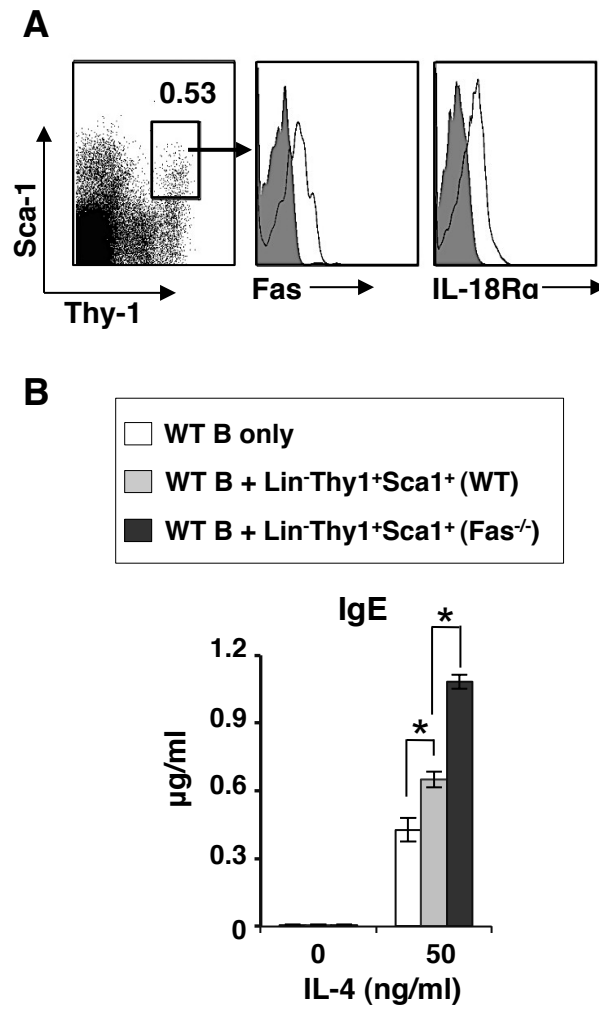 A
0.53
Sca-1
Thy-1
Fas
IL-18Rα
B
WT B only
WT B + Lin⁻Thy1⁺Sca1⁺ (WT)
WT B + Lin⁻Thy1⁺Sca1⁺ (Fas⁻/⁻)
IgE
*
*
1.2
0.9
0.6
0.3
0
µg/ml
0 50
IL-4 (ng/ml)